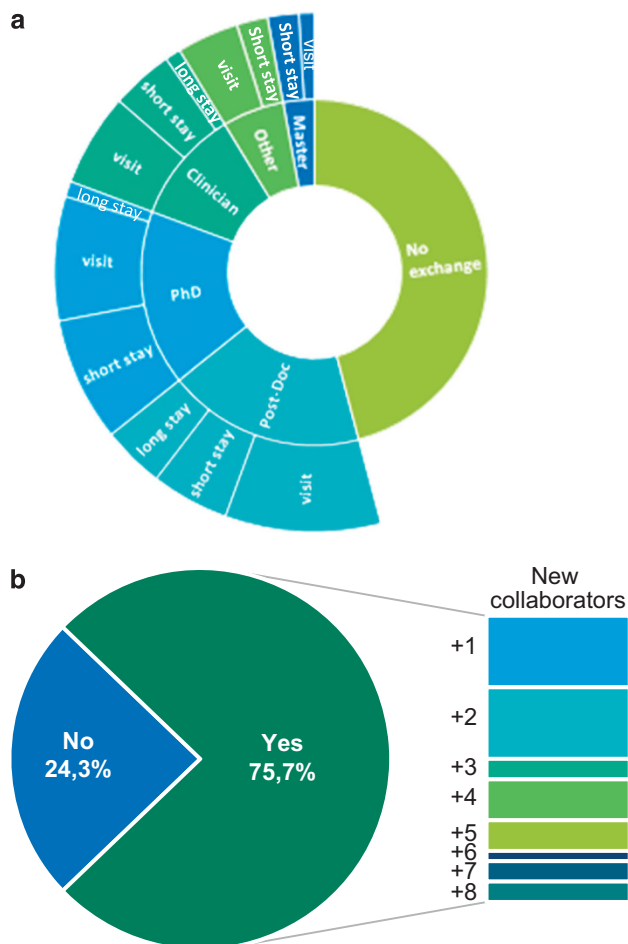 a
visit
Short stay
Short stay
visit
long stay
short stay
visit
Other
Master
Clinician
No
exchange
long stay
visit
PhD
short stay
Post-Doc
long stay
short stay
visit
b
New
collaborators
+1
+2
+3
+4
+5
+6
+7
+8
No
24,3%
Yes
75,7%